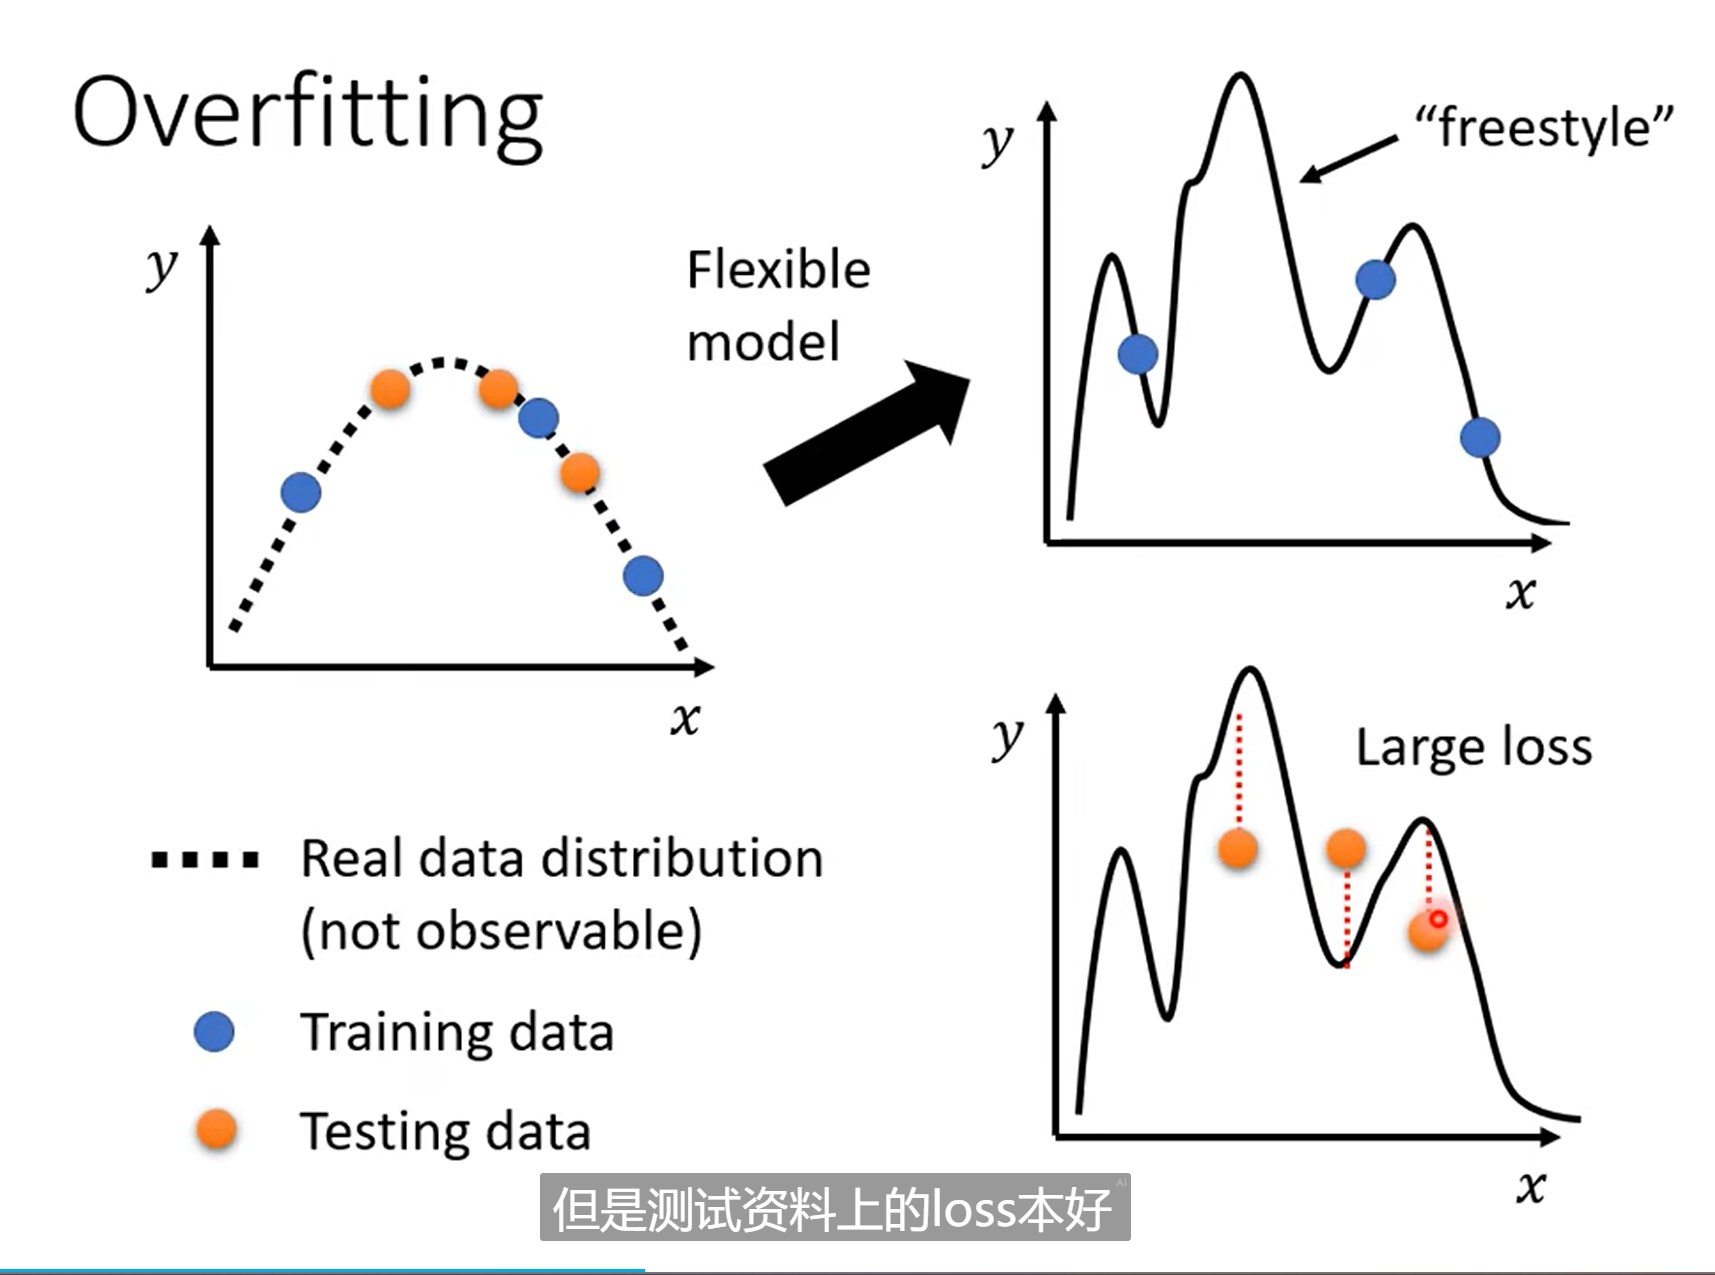 Overfitting
y
x
Flexible
model
y
“freestyle”
x
y
Large loss
x
Real data distribution
(not observable)
Training data
Testing data
但是测试资料上的loss本好
AI